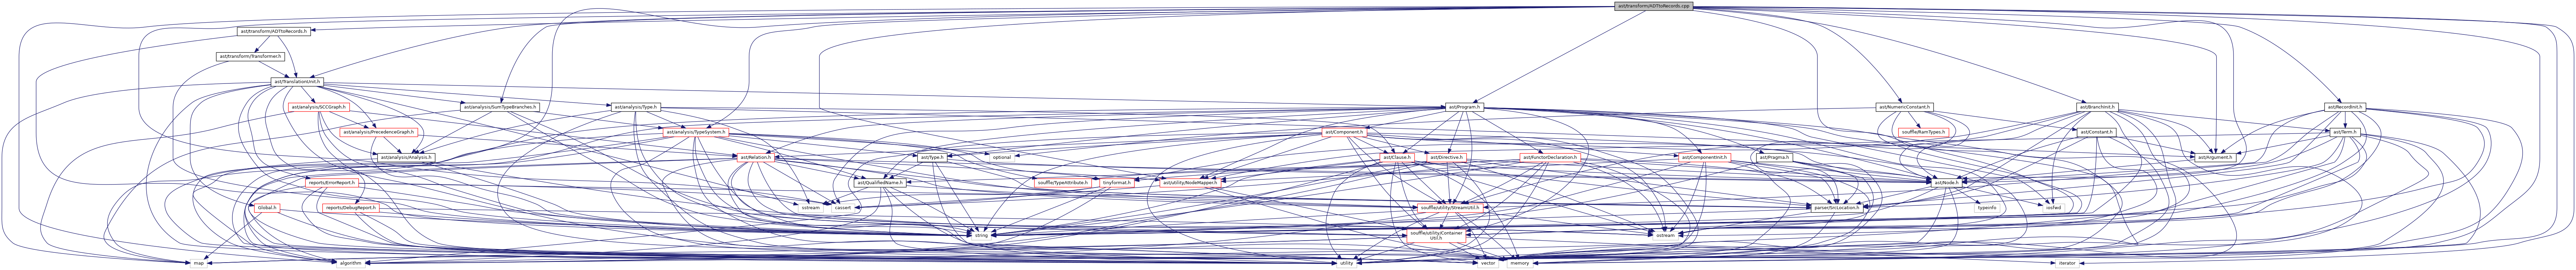 ast/transform/ADTtoRecords.cpp
ast/transform/ADTtoRecords.h
ast/transform/Transformer.h
ast/TranslationUnit.h
ast/analysis/SCCGraph.h
ast/analysis/SumTypeBranches.h
ast/analysis/Type.h
ast/Program.h
ast/NumericConstant.h
ast/BranchInit.h
ast/RecordInit.h
ast/analysis/PrecedenceGraph.h
ast/analysis/TypeSystem.h
ast/Component.h
souffle/RamTypes.h
ast/Constant.h
ast/Term.h
ast/analysis/Analysis.h
ast/Relation.h
ast/Type.h
optional
ast/Clause.h
ast/Directive.h
ast/FunctorDeclaration.h
ast/ComponentInit.h
ast/Pragma.h
ast/Argument.h
reports/ErrorReport.h
ast/QualifiedName.h
souffle/TypeAttribute.h
tinyformat.h
ast/utility/NodeMapper.h
ast/Node.h
Global.h
reports/DebugReport.h
sstream
cassert
souffle/utility/StreamUtil.h
parser/SrcLocation.h
typeinfo
iosfwd
string
souffle/utility/Container
Util.h
ostream
map
algorithm
utility
vector
memory
iterator